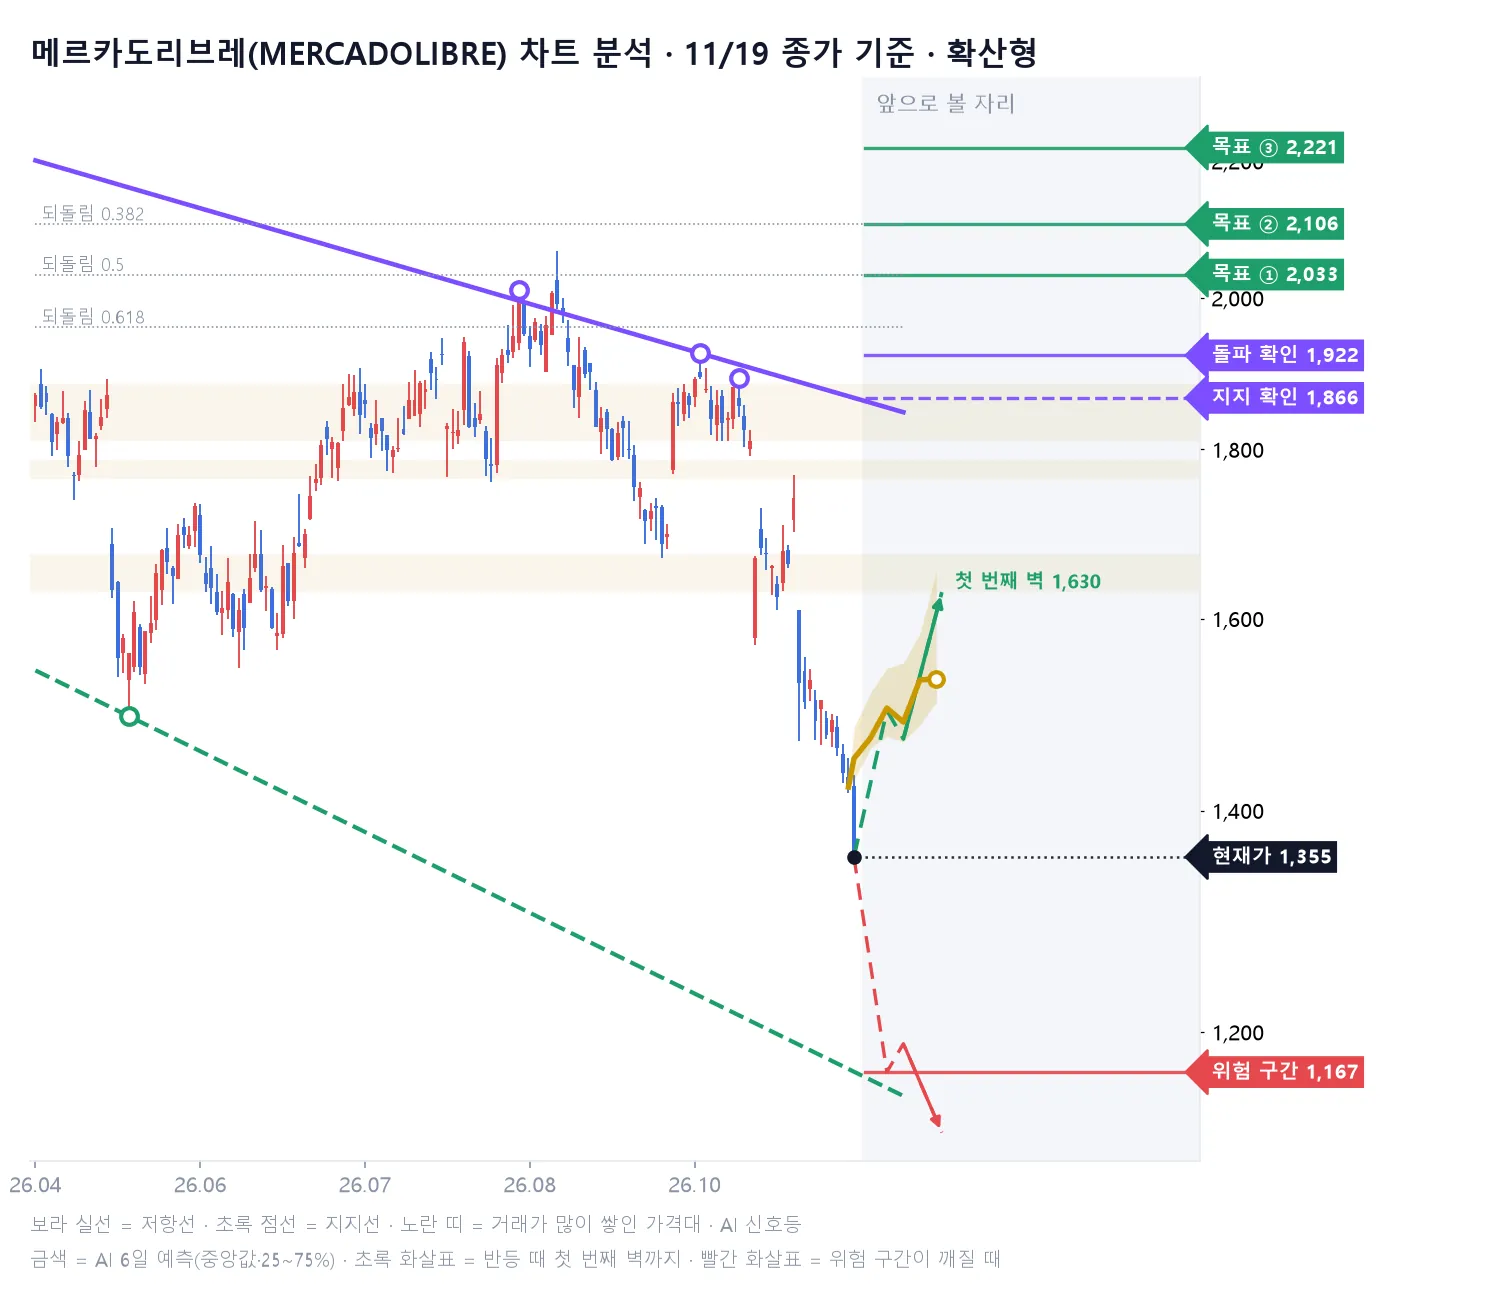 메르카도리브레(MERCADOLIBRE) 차트 분석 · 11/19 종가 기준 · 확산형
앞으로 볼 자리
목표 ③ 2,221
2,200
되돌림 0.382
목표 ② 2,106
되돌림 0.5
목표 ① 2,033
2,000
되돌림 0.618
돌파 확인 1,922
지지 확인 1,866
1,800
첫 번째 벽 1,630
1,600
1,400
현재가 1,355
1,200
위험 구간 1,167
26.04 26.06 26.07 26.08 26.10
보라 실선 = 저항선 · 초록 점선 = 지지선 · 노란 띠 = 거래가 많이 쌓인 가격대 · AI 신호등
금색 = AI 6일 예측(중앙값·25~75%) · 초록 화살표 = 반등 때 첫 번째 벽까지 · 빨간 화살표 = 위험 구간이 깨질 때